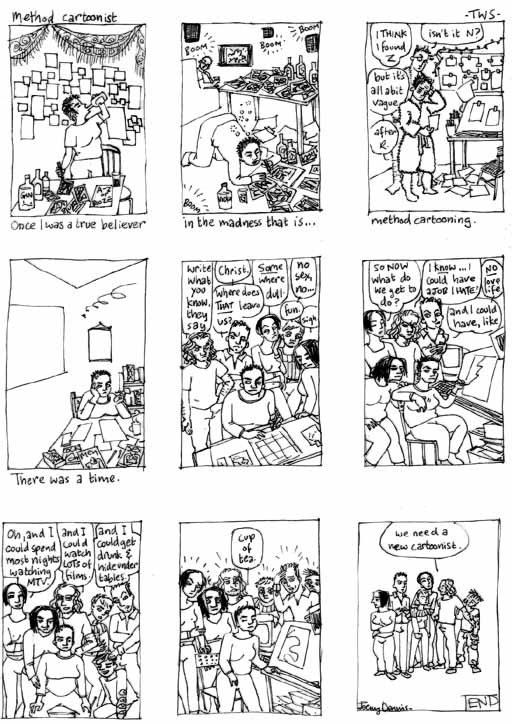 Method cartoonist
-TWS-
Once I was a true believer
BOOM
BOOM
BOOM
BOOM
in the madness that is...
I THINK
I found
Z
isn't it N?
but it's
all a bit
vague
after
R.
method cartooning.
There was a time.
Write
what
you
know,
they
say
Christ.
Where does
THAT leave
us?
Somewhere
dull.
fun.
no
sex,
no...
sigh
So NOW
what do
we get to
do?
I know... I
could have
a JOB I HATE!
NO
love
life
and I could
have, like
Oh, and I
could spend
most nights
watching
MTV.
and I
could
watch
LOTS of
films.
and I
could get
drunk &
hide under
tables.
cup
of
tea.
we need a
new cartoonist.
END